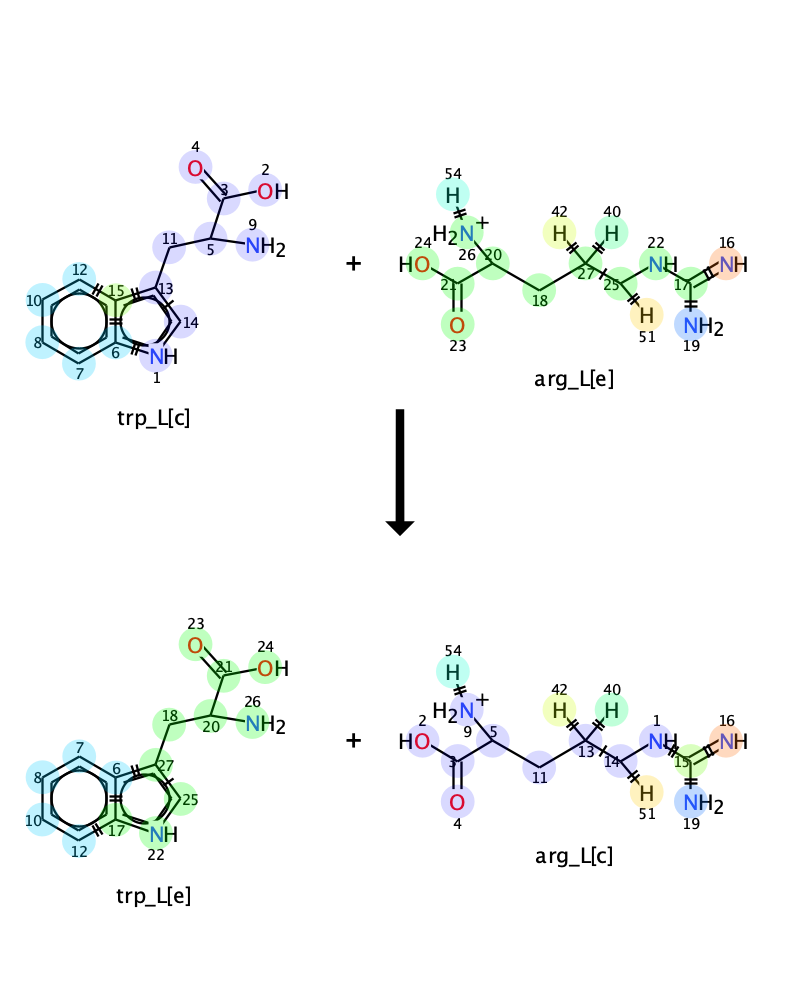 4
2
O
3
OH
54
H
9
NH2
11
5
42
40
H
H
24
H2N
+
26
20
HO
21
22
NH
16
NH
27
25
17
+
12
10
15
13
14
8
6
NH
7
1
18
O
23
H
51
NH2
19
trp_L[c]
arg_L[e]
23
24
O
21
OH
54
H
26
NH2
18
20
42
40
H
H
2
H2N
+
9
5
HO
3
1
NH
16
NH
13
14
15
+
7
8
6
27
25
10
17
NH
12
22
11
O
4
H
51
NH2
19
trp_L[e]
arg_L[c]